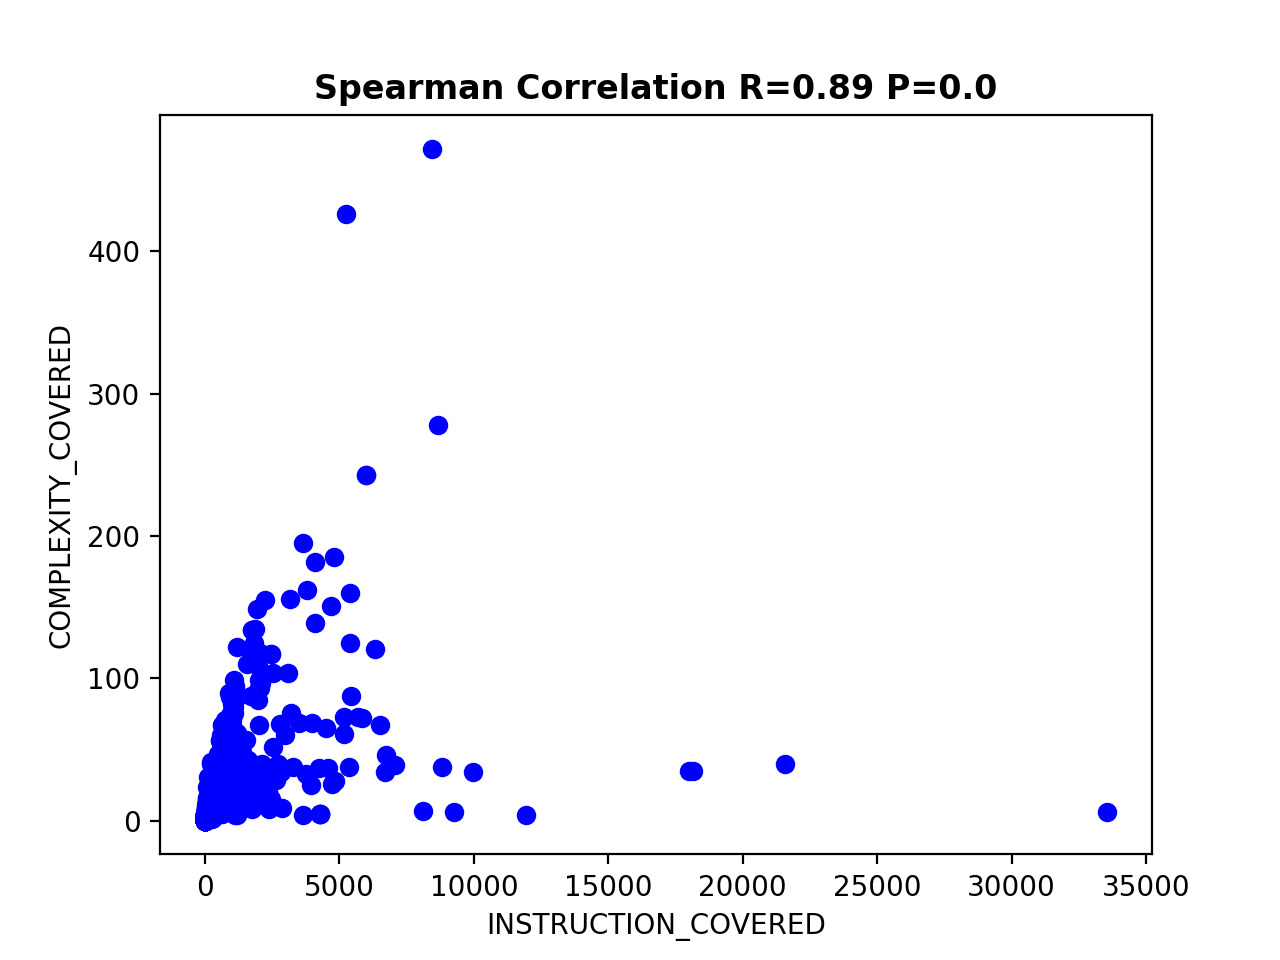 Spearman Correlation R=0.89 P=0.0
COMPLEXITY_COVERED
400
300
200
100
0
0 5000 10000 15000 20000 25000 30000 35000
INSTRUCTION_COVERED